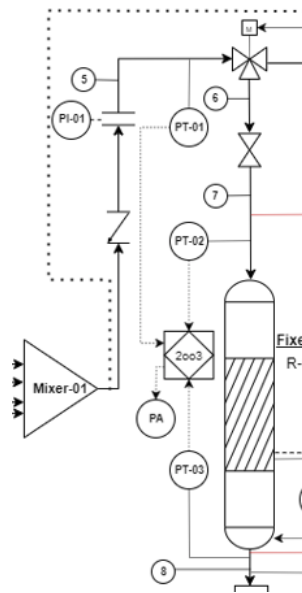 M
5
6
PI-01
PT-01
7
PT-02
Fixe
2oo3
R-
Mixer-01
PA
PT-03
8